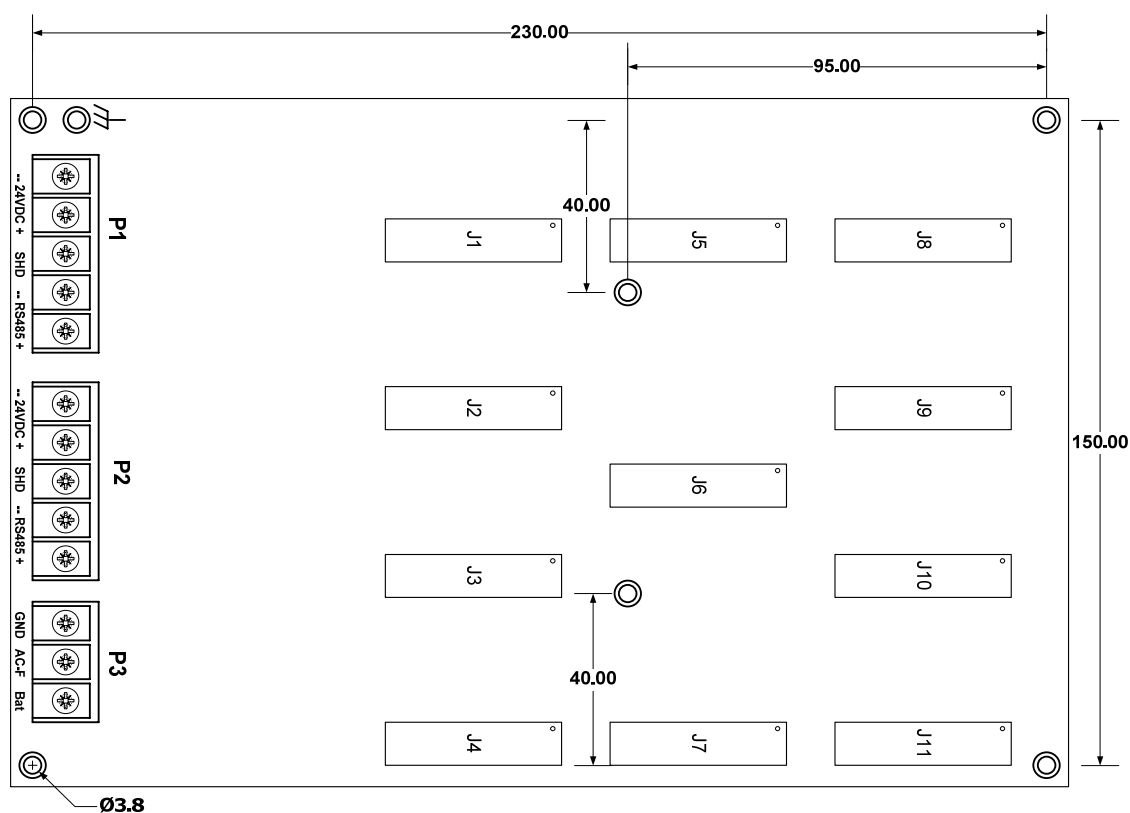 230.00
95.00
40.00
P1
-- 24VDC +
SHD
-- RS485 +
J1
J5
J8
P2
-- 24VDC +
SHD
-- RS485 +
J2
J9
150.00
J6
J3
J10
P3
GND
AC-F
Bat
40.00
J4
J7
J11
Ø3.8